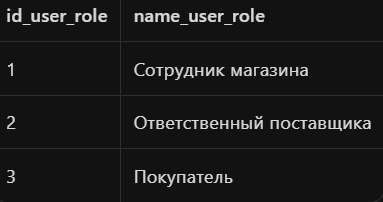 id_user_role name_user_role
1 Сотрудник магазина
2 Ответственный поставщика
3 Покупатель